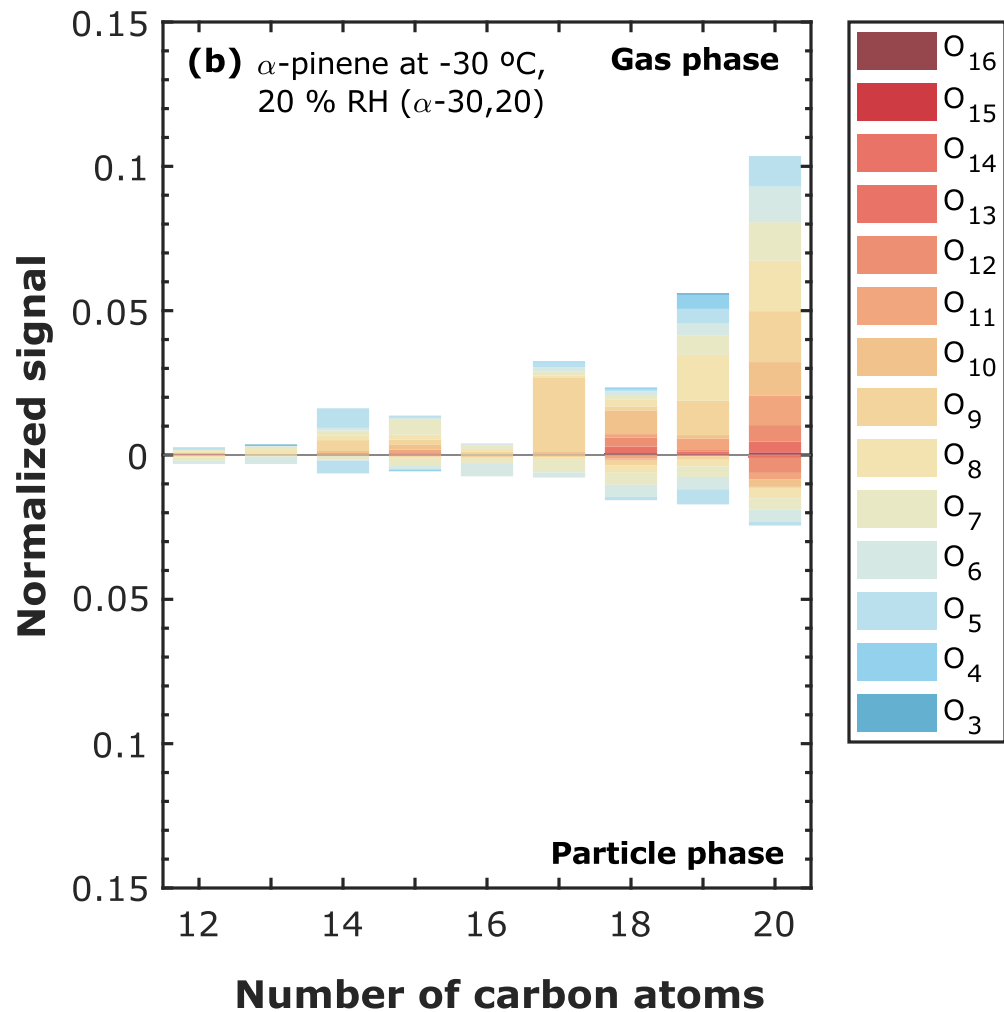 (b) α-pinene at -30 ºC,
20 % RH (α-30,20)
Gas phase
Particle phase
Normalized signal
0.15
0.1
0.05
0
0.05
0.1
0.15
12 14 16 18 20
Number of carbon atoms
O16
O15
O14
O13
O12
O11
O10
O9
O8
O7
O6
O5
O4
O3